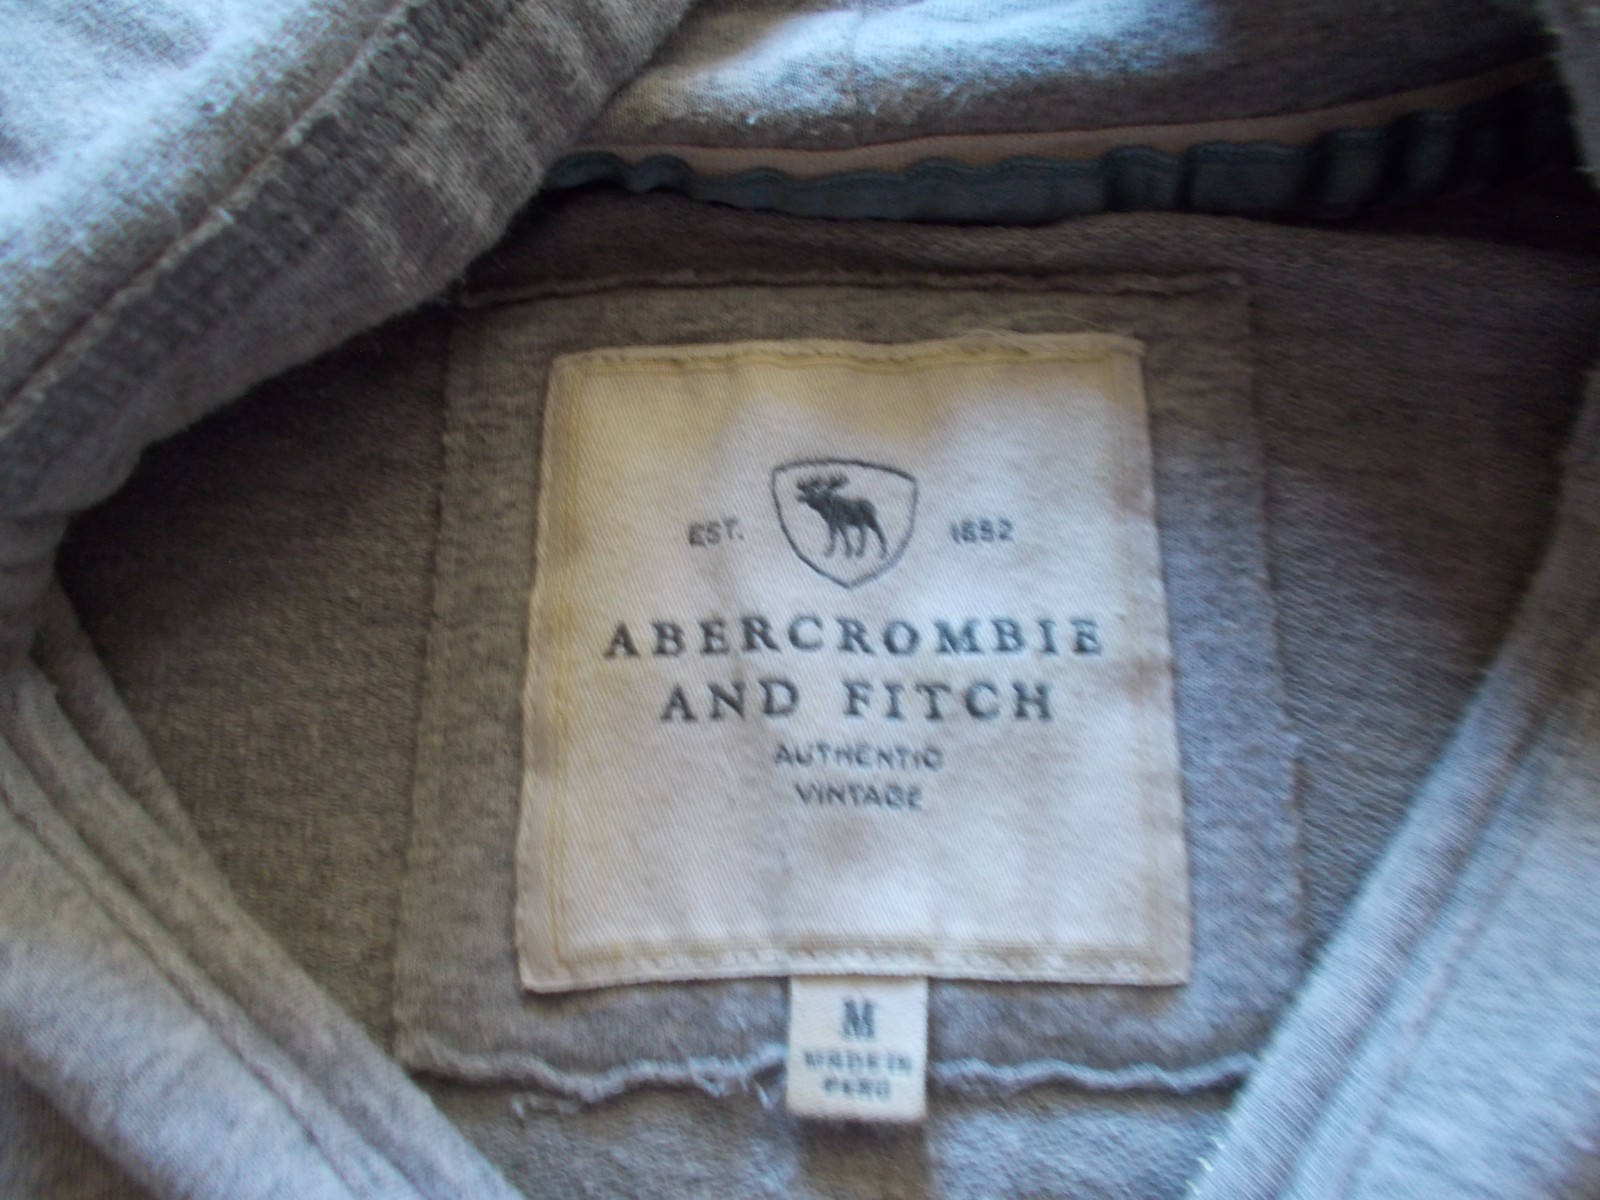 EST. 1892
ABERCROMBIE
AND FITCH
AUTHENTIC
VINTAGE
M
MADE IN
PERU